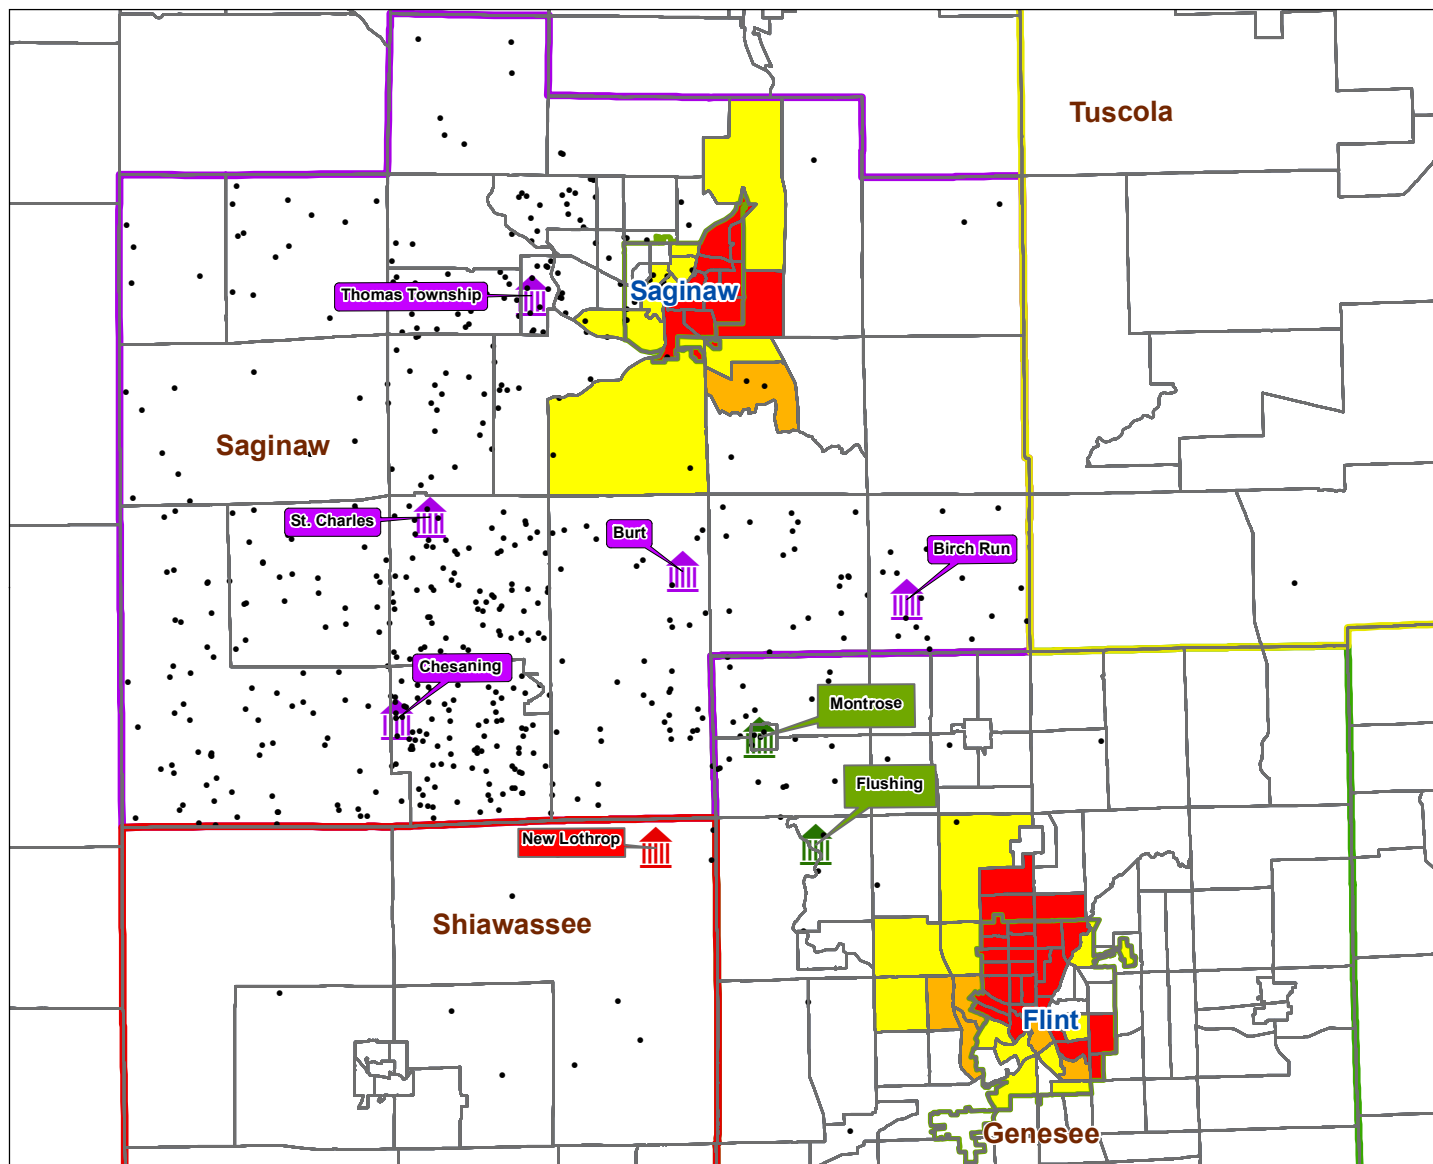 Tuscola
Thomas Township
Saginaw
Saginaw
St. Charles
Burt
Birch Run
Chesaning
Montrose
Flushing
New Lothrop
Shiawassee
Flint
Genesee